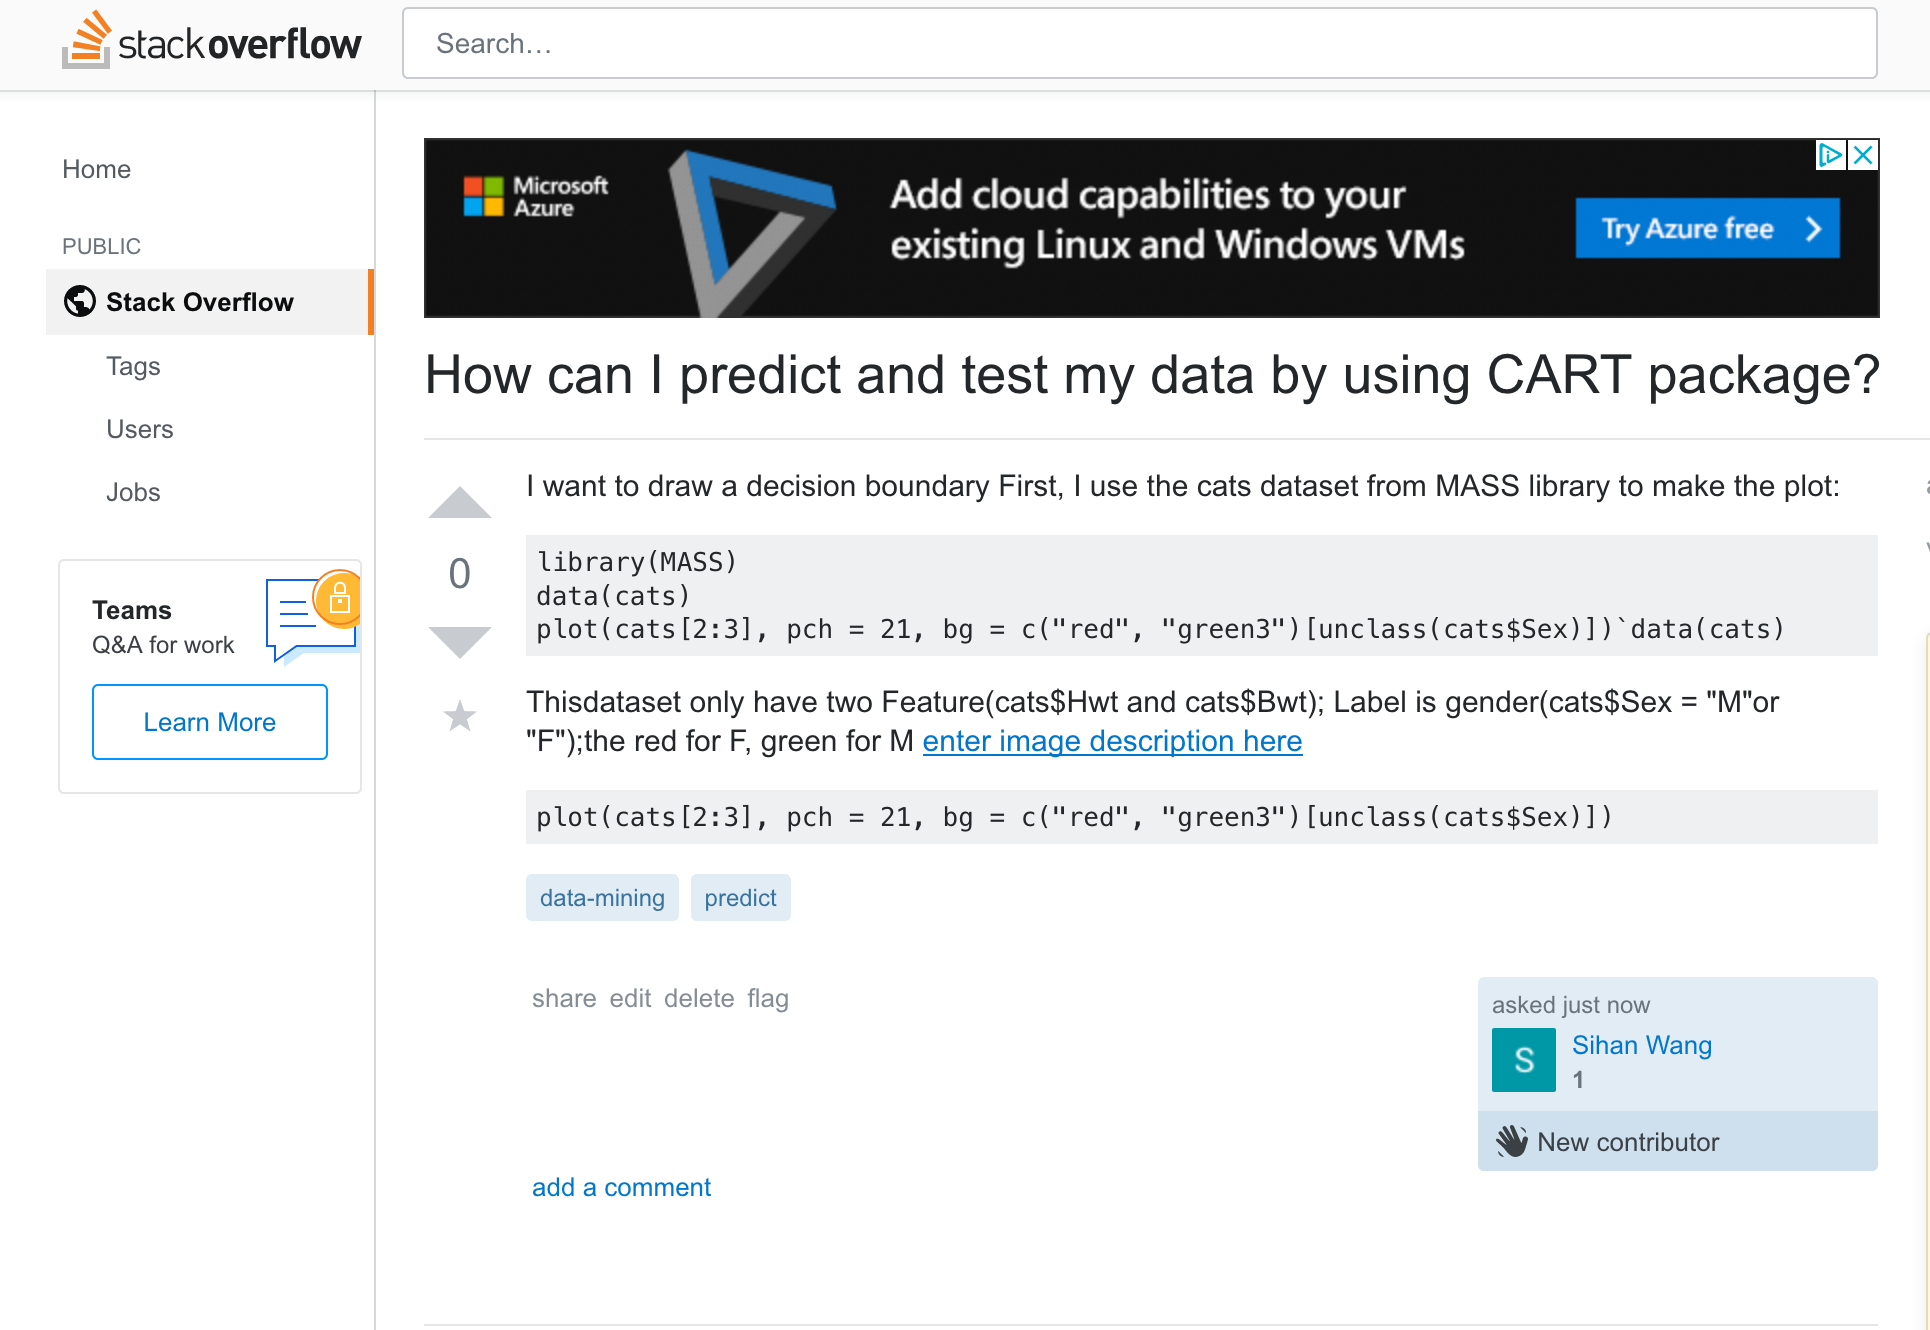 stackoverflow
Search…
Home
PUBLIC
Stack Overflow
Tags
Users
Jobs
Teams
Q&A for work
Learn More
Microsoft
Azure
Add cloud capabilities to your
existing Linux and Windows VMs
Try Azure free
How can I predict and test my data by using CART package?
0
I want to draw a decision boundary First, I use the cats dataset from MASS library to make the plot:
library(MASS)
data(cats)
plot(cats[2:3], pch = 21, bg = c("red", "green3")[unclass(cats$Sex)])`data(cats)
Thisdataset only have two Feature(cats$Hwt and cats$Bwt); Label is gender(cats$Sex = "M"or
"F");the red for F, green for M enter image description here
plot(cats[2:3], pch = 21, bg = c("red", "green3")[unclass(cats$Sex)])
data-mining predict
share edit delete flag
asked just now
S
Sihan Wang
1
New contributor
add a comment